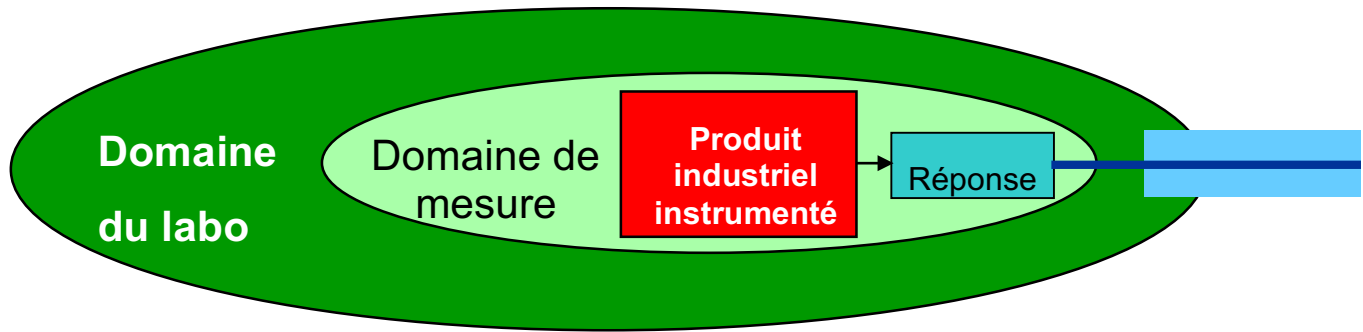 Domaine
du labo
Domaine de
mesure
Produit
industriel
instrumenté
Réponse